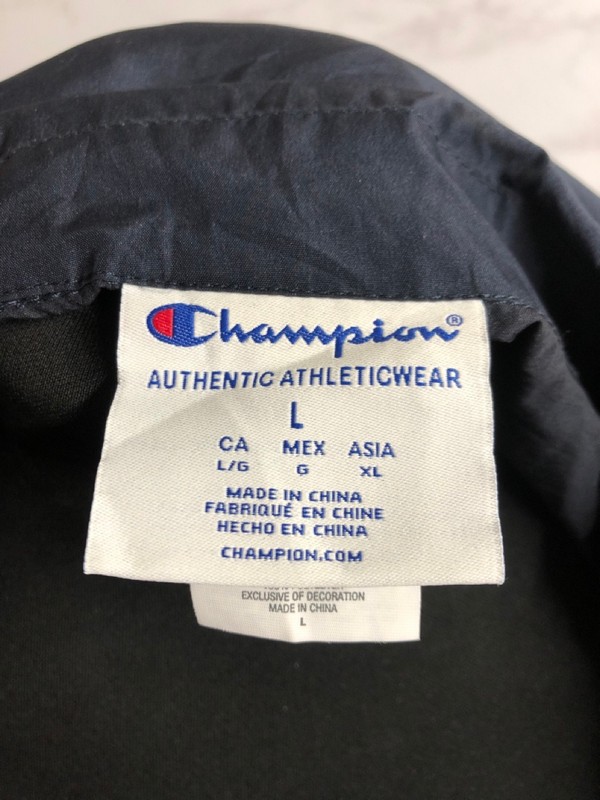 Champion®
AUTHENTIC ATHLETICWEAR
L
CA MEX ASIA
L/G G XL
MADE IN CHINA
FABRIQUÉ EN CHINE
HECHO EN CHINA
CHAMPION.COM
EXCLUSIVE OF DECORATION
MADE IN CHINA
L